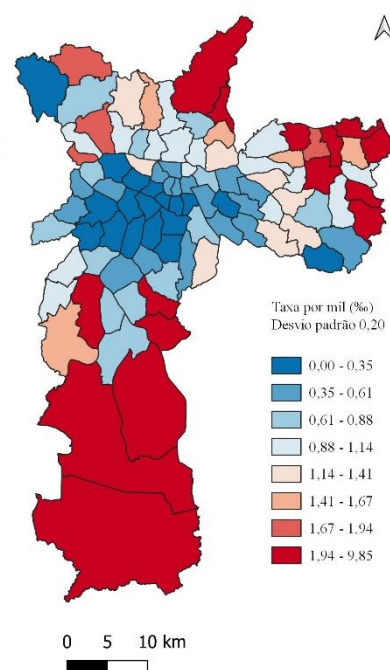 Taxa por mil (‰)
Desvio padrão 0,20
0,00 - 0,35
0,35 - 0,61
0,61 - 0,88
0,88 - 1,14
1,14 - 1,41
1,41 - 1,67
1,67 - 1,94
1,94 - 9,85
0 5 10 km